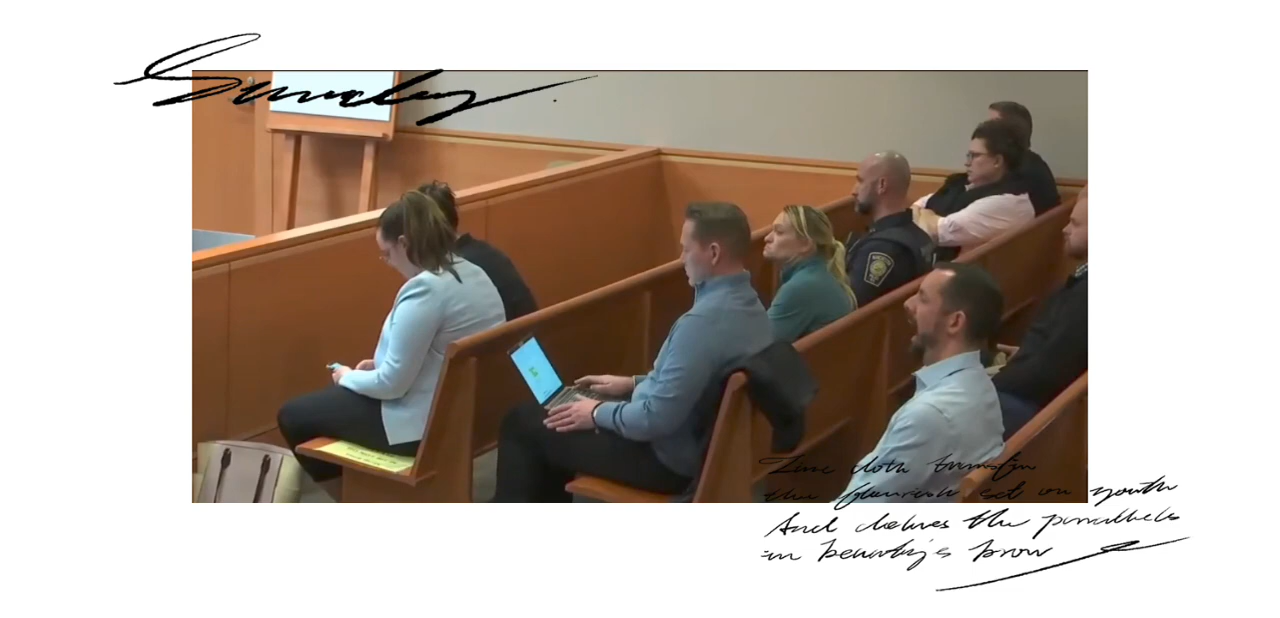 Time doth transfix
the flourish set on youth
And delves the parallels
in beauty's brow